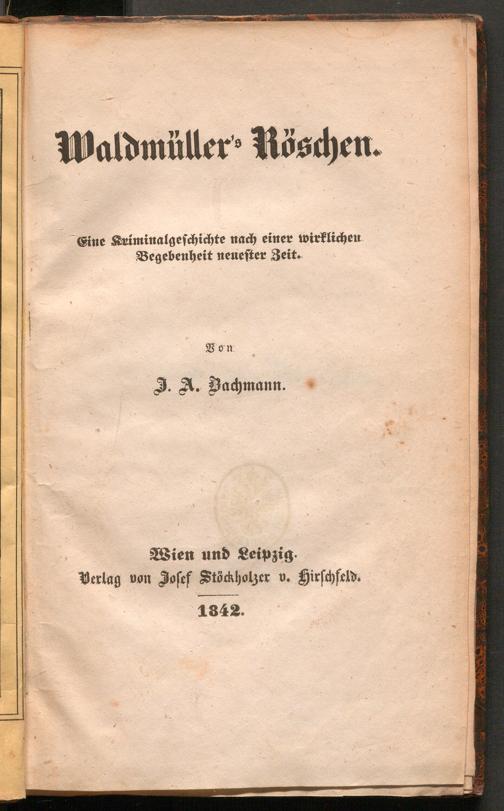 Waldmüller's Röschen.
Eine Kriminalgeschichte nach einer wirklichen
Begebenheit neuester Zeit.
Von
J. A. Bachmann.
Wien und Leipzig.
Verlag von Josef Stöckholzer v. Hirschfeld.
1842.